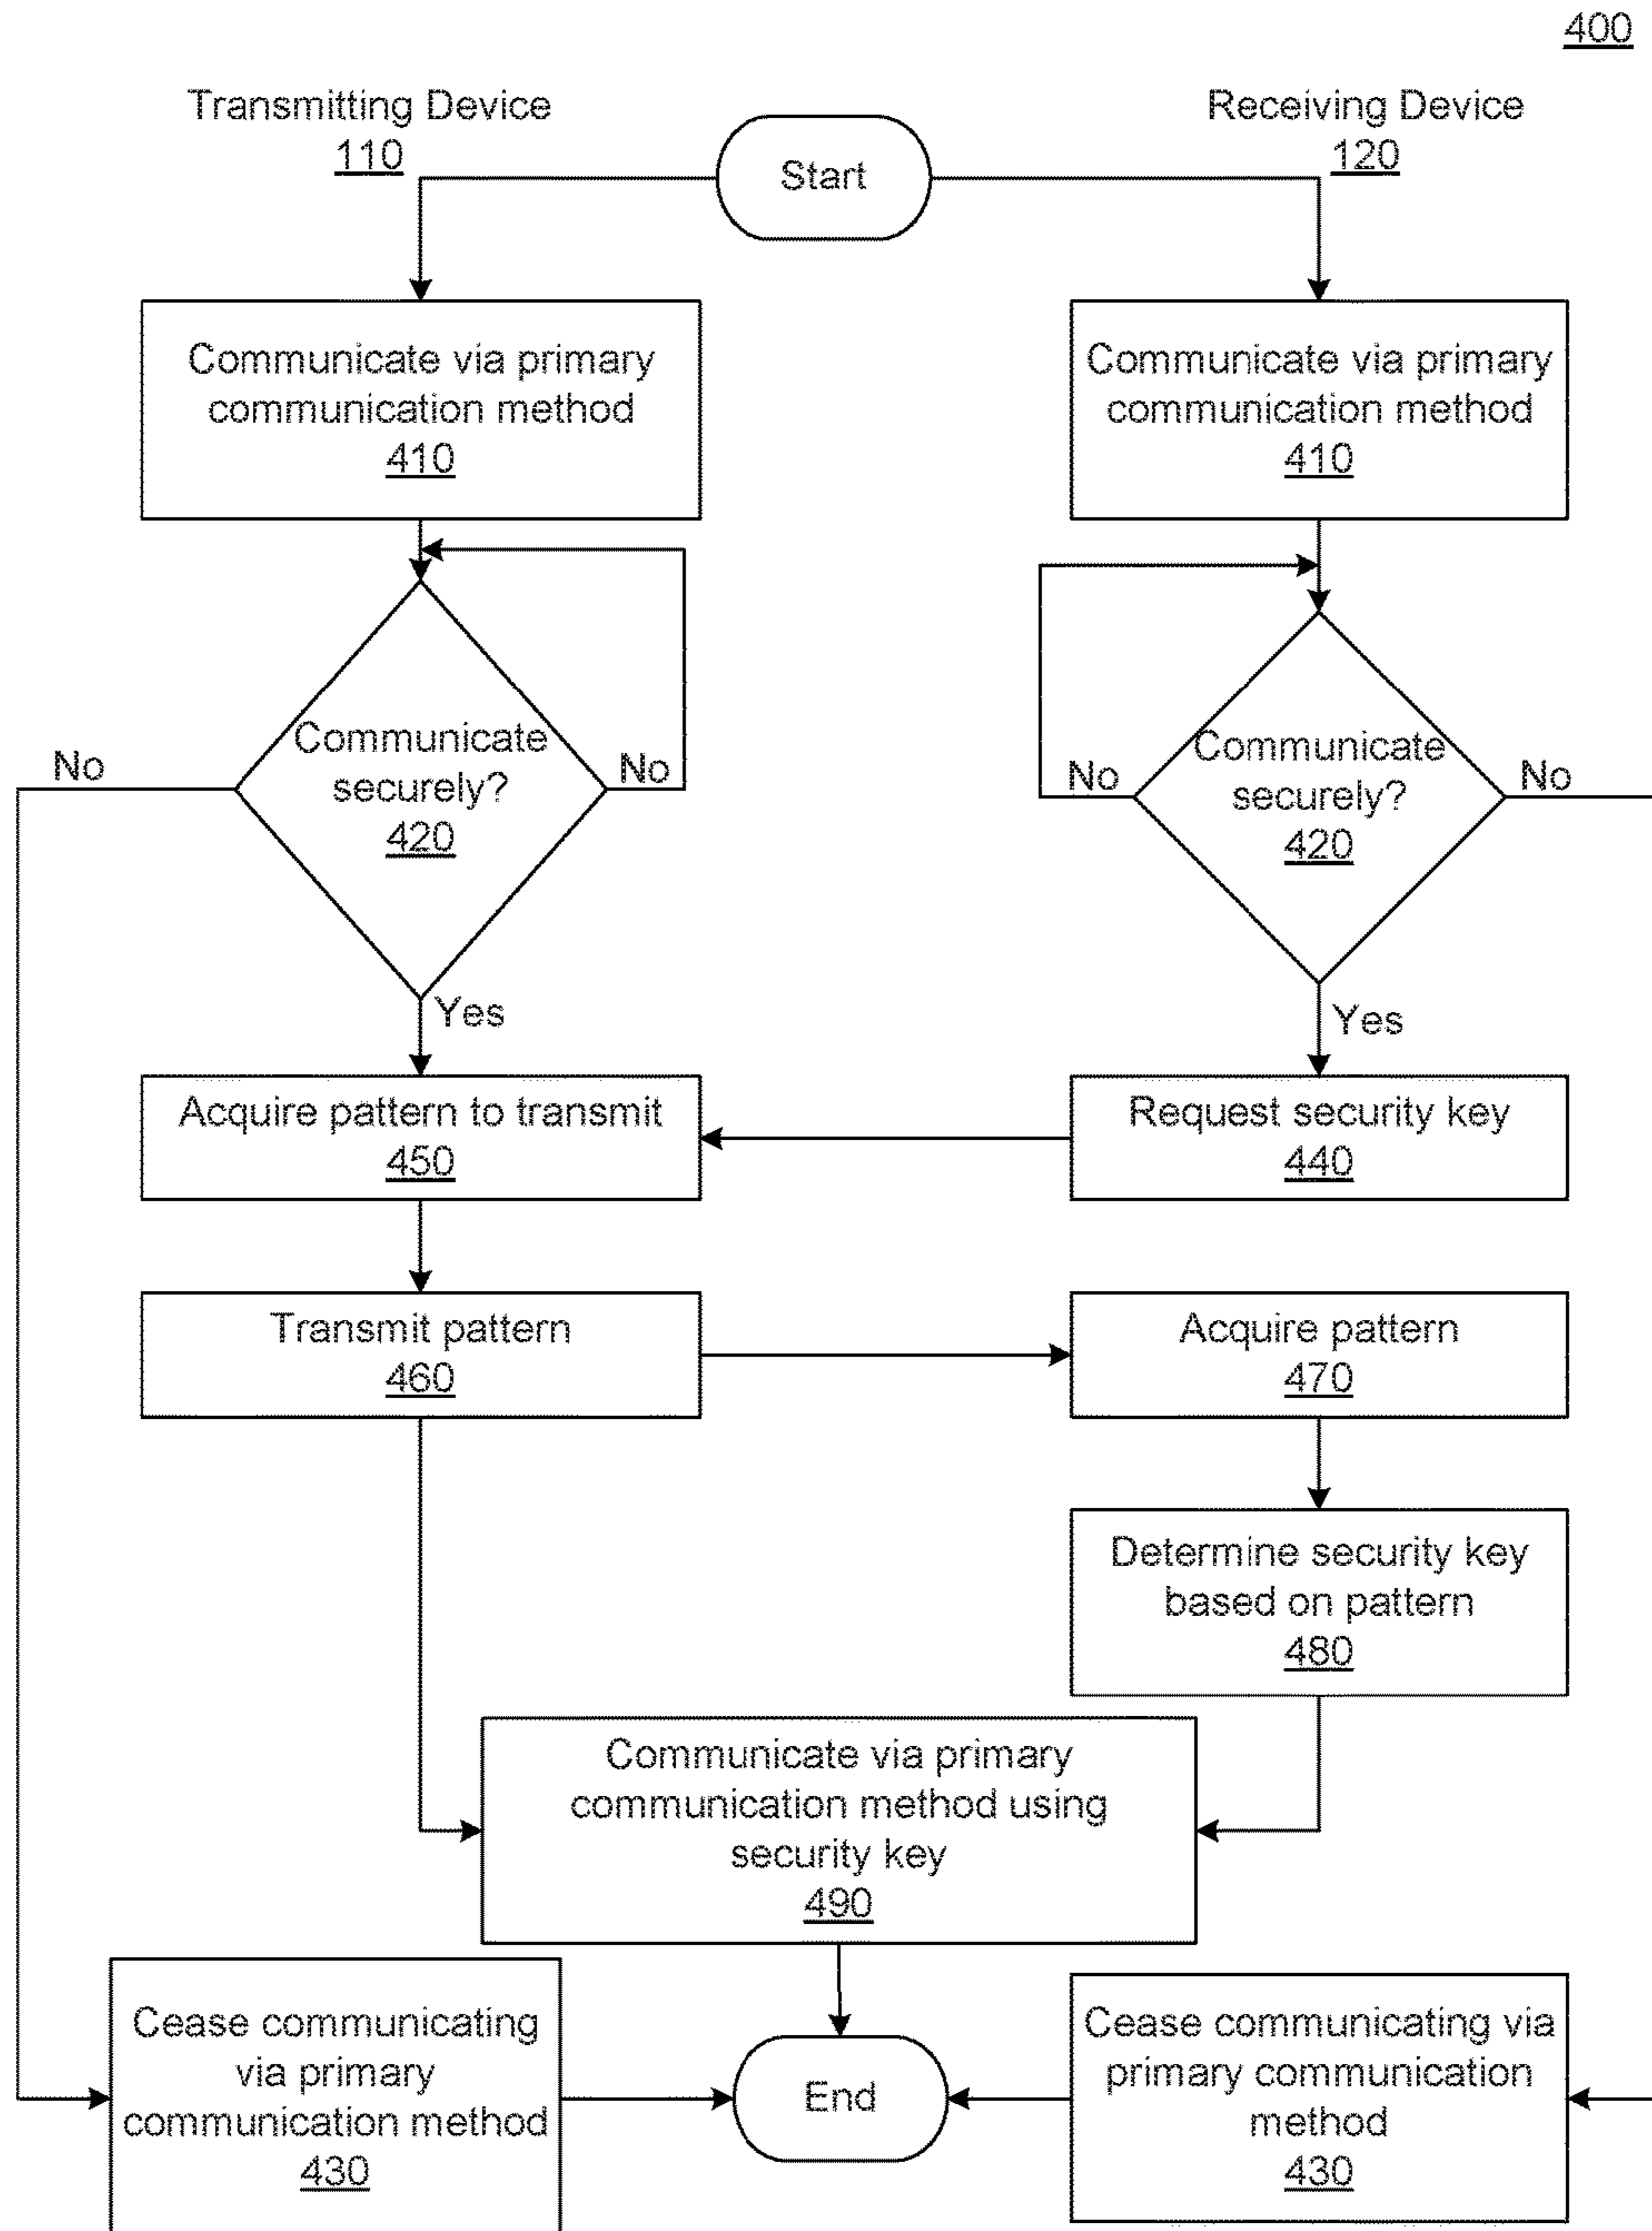 400
Transmitting Device
110
Receiving Device
120
Start
Communicate via primary
communication method
410
Communicate via primary
communication method
410
No
Communicate
securely?
420
No
No
Communicate
securely?
420
No
Yes
Yes
Acquire pattern to transmit
450
Request security key
440
Transmit pattern
460
Acquire pattern
470
Determine security key
based on pattern
480
Communicate via primary
communication method using
security key
490
Cease communicating
via primary
communication method
430
End
Cease communicating via
primary communication
method
430